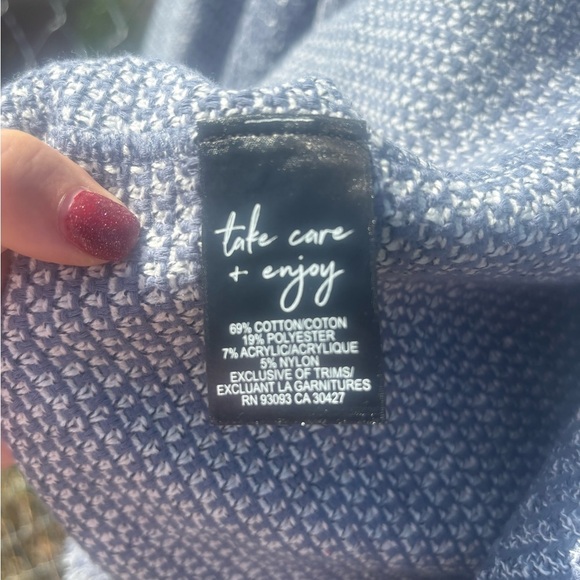 take care
+ enjoy
69% COTTON/COTON
19% POLYESTER
7% ACRYLIC/ACRYLIQUE
5% NYLON
EXCLUSIVE OF TRIMS/
EXCLUANT LA GARNITURES
RN 93093 CA 30427